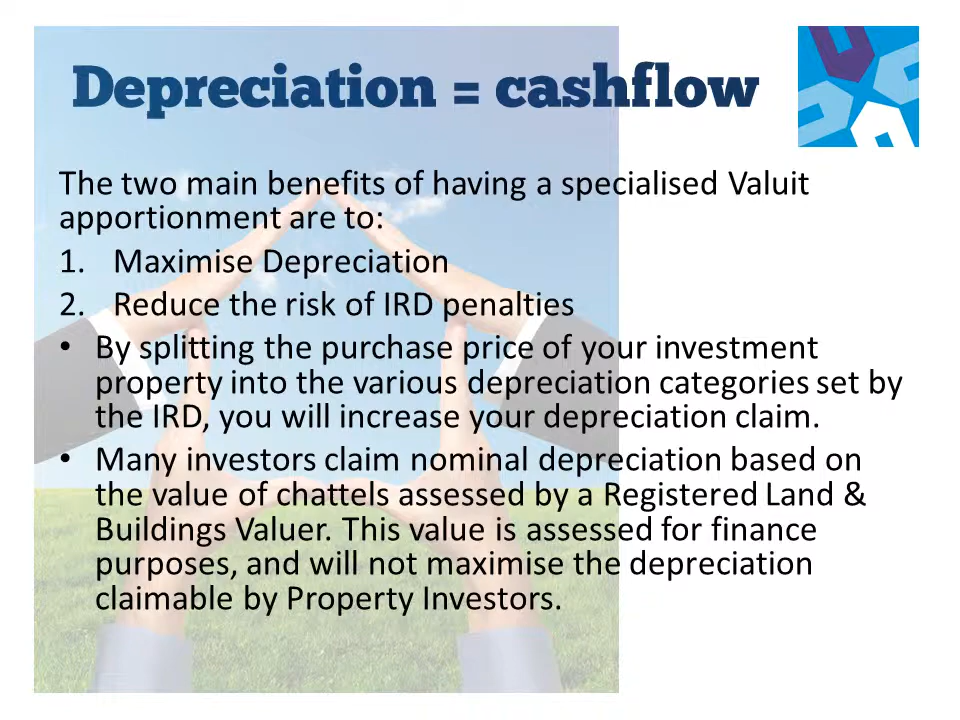 Depreciation = cashflow
The two main benefits of having a specialised Valuit
apportionment are to:
1. Maximise Depreciation
2. Reduce the risk of IRD penalties
• By splitting the purchase price of your investment
property into the various depreciation categories set by
the IRD, you will increase your depreciation claim.
• Many investors claim nominal depreciation based on
the value of chattels assessed by a Registered Land &
Buildings Valuer. This value is assessed for finance
purposes, and will not maximise the depreciation
claimable by Property Investors.